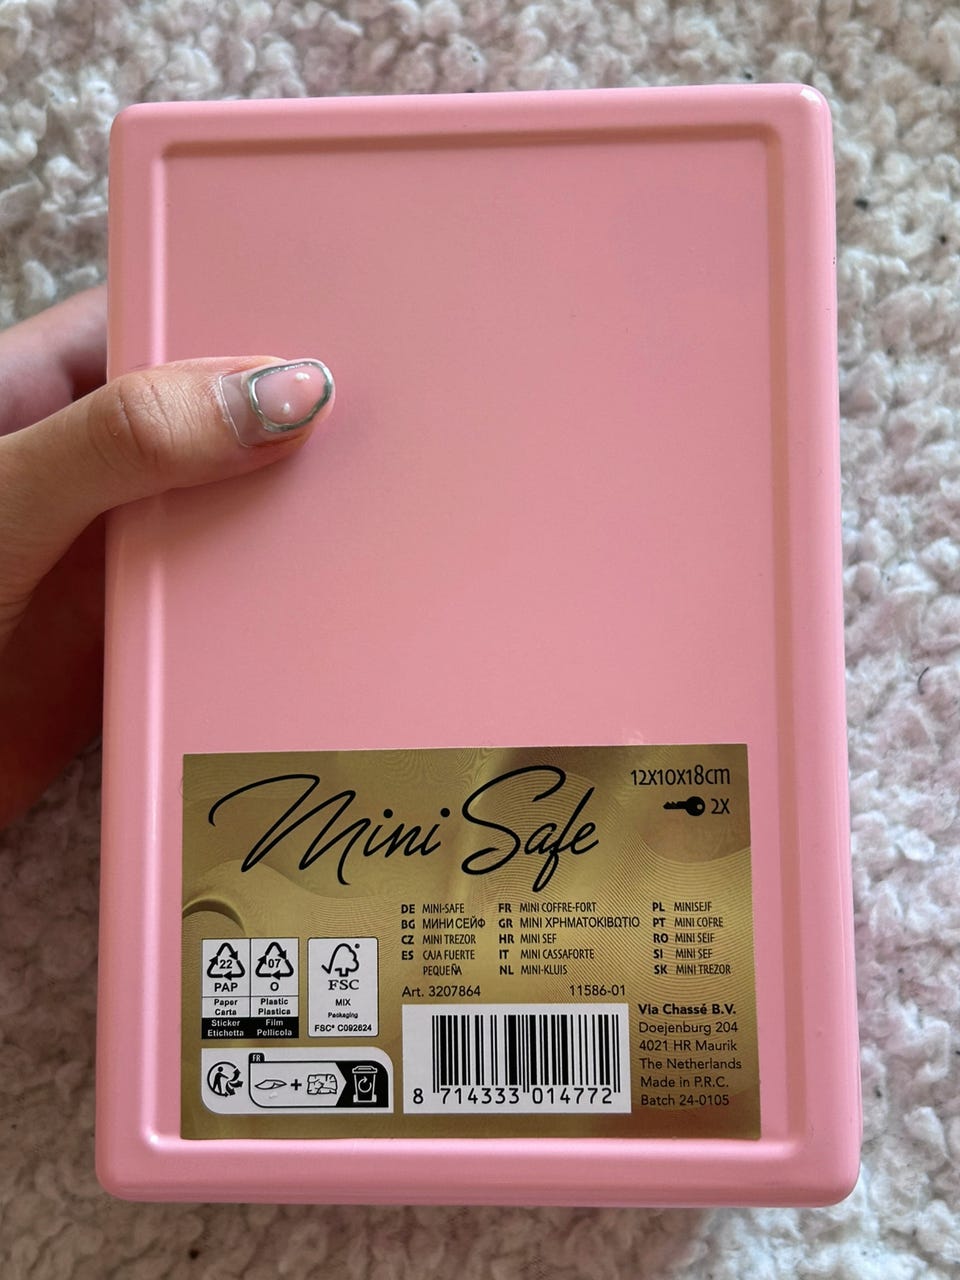 Mini Safe
12x10x18cm
2X
DE MINI-SAFE
BG МИНИ СЕЙФ
CZ MINI TREZOR
ES CAJA FUERTE
PEQUEÑA
FR MINI COFFRE-FORT
GR ΜΙΝΙ ΧΡΗΜΑΤΟΚΙΒΩΤΙΟ
HR MINI SEF
IT MINI CASSAFORTE
NL MINI-KLUIS
PL MINISEJF
PT MINI COFRE
RO MINI SEIF
SI MINI SEF
SK MINI TREZOR
Art. 3207864
11586-01
22
PAP
Paper
Carta
Sticker
Etichetta
07
O
Plastic
Plastica
Film
Pellicola
FSC
MIX
Packaging
FSC® C092624
FR
+
8 714333 014772
Via Chassé B.V.
Doejenburg 204
4021 HR Maurik
The Netherlands
Made in P.R.C.
Batch 24-0105